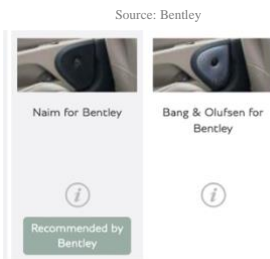 Source: Bentley
Naim for Bentley
Bang & Olufsen for
Bentley
i
i
Recommended by
Bentley